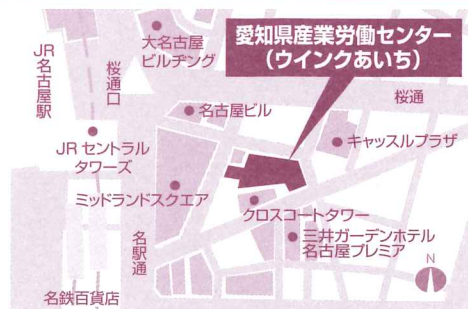 大名古屋
ビルヂング
愛知県産業労働センター
(ウインクあいち)
JR名古屋駅
桜通口
桜通
名古屋ビル
キャッスルプラザ
JR セントラル
タワーズ
ミッドランドスクエア
クロスコートタワー
名駅通
三井ガーデンホテル
名古屋プレミア
N
名鉄百貨店